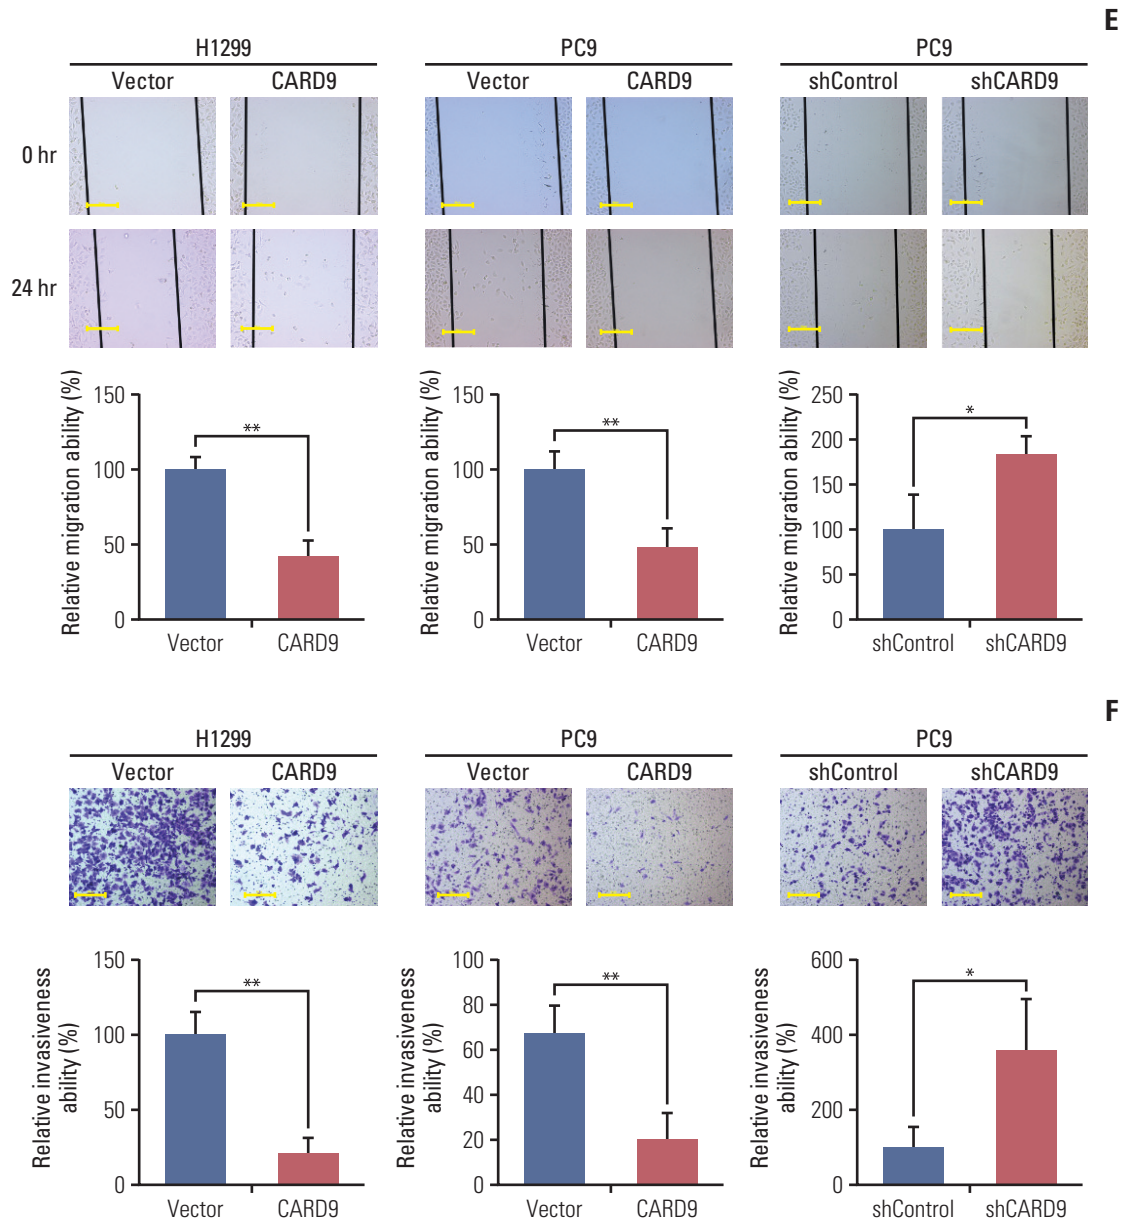 E
H1299
PC9
PC9
Vector
CARD9
Vector
CARD9
shControl
shCARD9
0 hr
24 hr
Relative migration ability (%)
150
100
50
0
**
Vector
CARD9
Relative migration ability (%)
150
100
50
0
**
Vector
CARD9
Relative migration ability (%)
250
200
150
100
50
0
*
shControl
shCARD9
F
H1299
PC9
PC9
Vector
CARD9
Vector
CARD9
shControl
shCARD9
Relative invasiveness
ability (%)
150
100
50
0
**
Vector
CARD9
Relative invasiveness
ability (%)
100
80
60
40
20
0
**
Vector
CARD9
Relative invasiveness
ability (%)
600
400
200
0
*
shControl
shCARD9